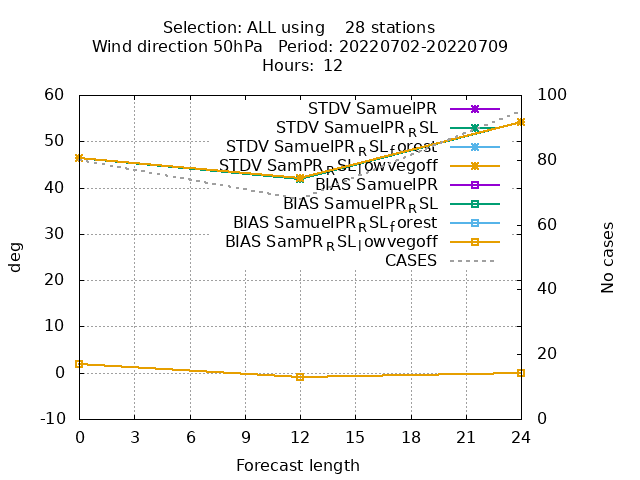 Selection: ALL using    28 stations
Wind direction 50hPa   Period: 20220702-20220709
Hours:  12
60
50
40
30
20
10
0
-10
deg
100
80
60
40
20
0
No cases
STDV SamuelPR
STDV SamuelPR_RSL
STDV SamuelPR_RSL_forest
STDV SamPR_RSL_lowvegoff
BIAS SamuelPR
BIAS SamuelPR_RSL
BIAS SamuelPR_RSL_forest
BIAS SamPR_RSL_lowvegoff
CASES
0 3 6 9 12 15 18 21 24
Forecast length